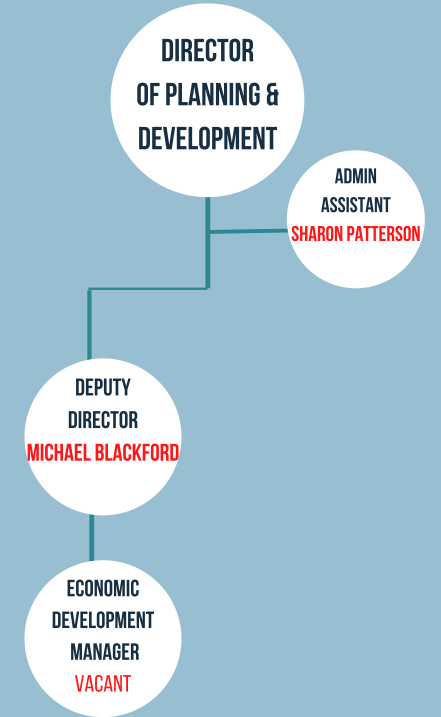 DIRECTOR
OF PLANNING &
DEVELOPMENT
ADMIN
ASSISTANT
SHARON PATTERSON
DEPUTY
DIRECTOR
MICHAEL BLACKFORD
ECONOMIC
DEVELOPMENT
MANAGER
VACANT